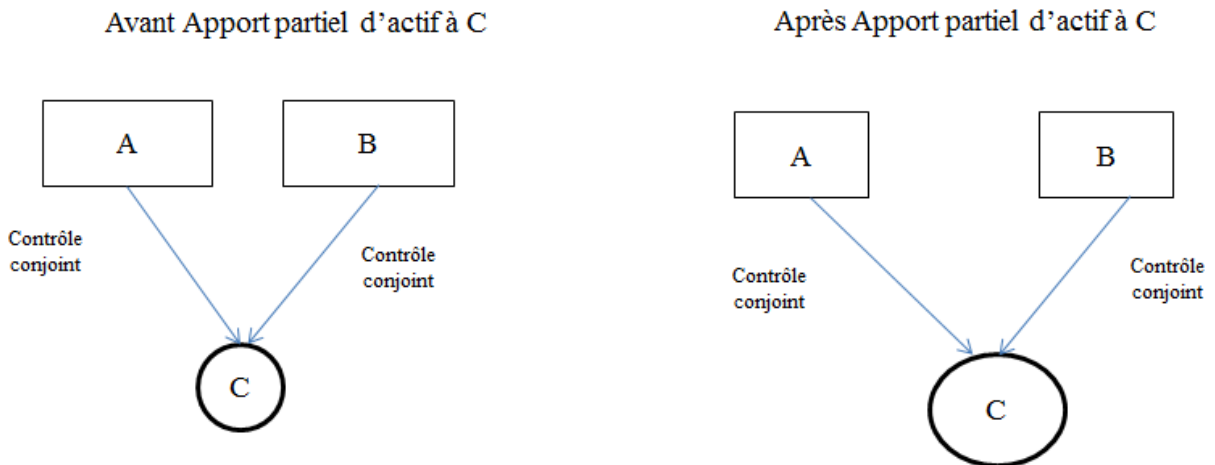 Avant Apport partiel d’actif à C
A
B
Contrôle
conjoint
Contrôle
conjoint
C
Après Apport partiel d’actif à C
A
B
Contrôle
conjoint
Contrôle
conjoint
C